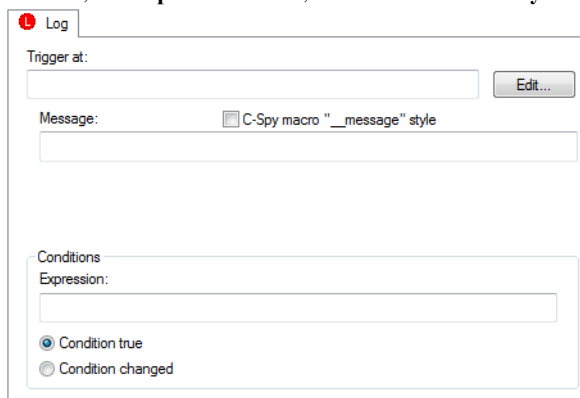 L Log
Trigger at:
Edit...
Message: C-Spy macro "__message" style
Conditions
Expression:
Condition true
Condition changed